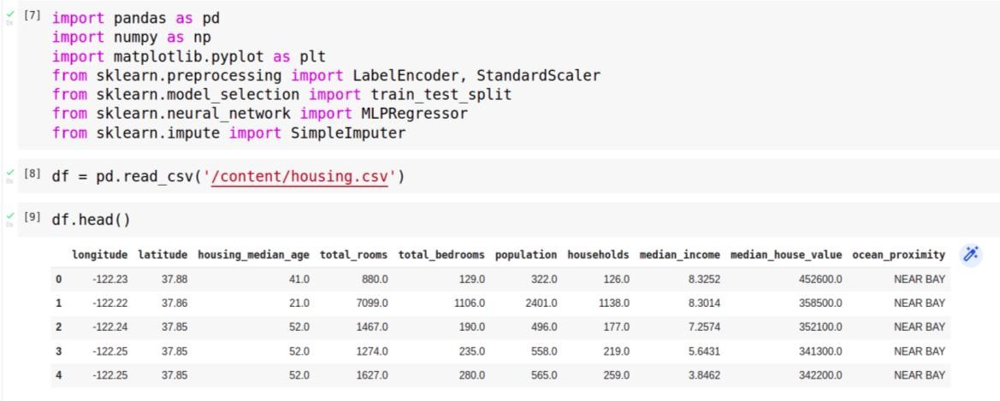 [7] import pandas as pd
import numpy as np
import matplotlib.pyplot as plt
from sklearn.preprocessing import LabelEncoder, StandardScaler
from sklearn.model_selection import train_test_split
from sklearn.neural_network import MLPRegressor
from sklearn.impute import SimpleImputer
0s
[8] df = pd.read_csv('/content/housing.csv')
0s
[9] df.head()
0s
longitude latitude housing_median_age total_rooms total_bedrooms population households median_income median_house_value ocean_proximity
0 -122.23 37.88 41.0 880.0 129.0 322.0 126.0 8.3252 452600.0 NEAR BAY
1 -122.22 37.86 21.0 7099.0 1106.0 2401.0 1138.0 8.3014 358500.0 NEAR BAY
2 -122.24 37.85 52.0 1467.0 190.0 496.0 177.0 7.2574 352100.0 NEAR BAY
3 -122.25 37.85 52.0 1274.0 235.0 558.0 219.0 5.6431 341300.0 NEAR BAY
4 -122.25 37.85 52.0 1627.0 280.0 565.0 259.0 3.8462 342200.0 NEAR BAY